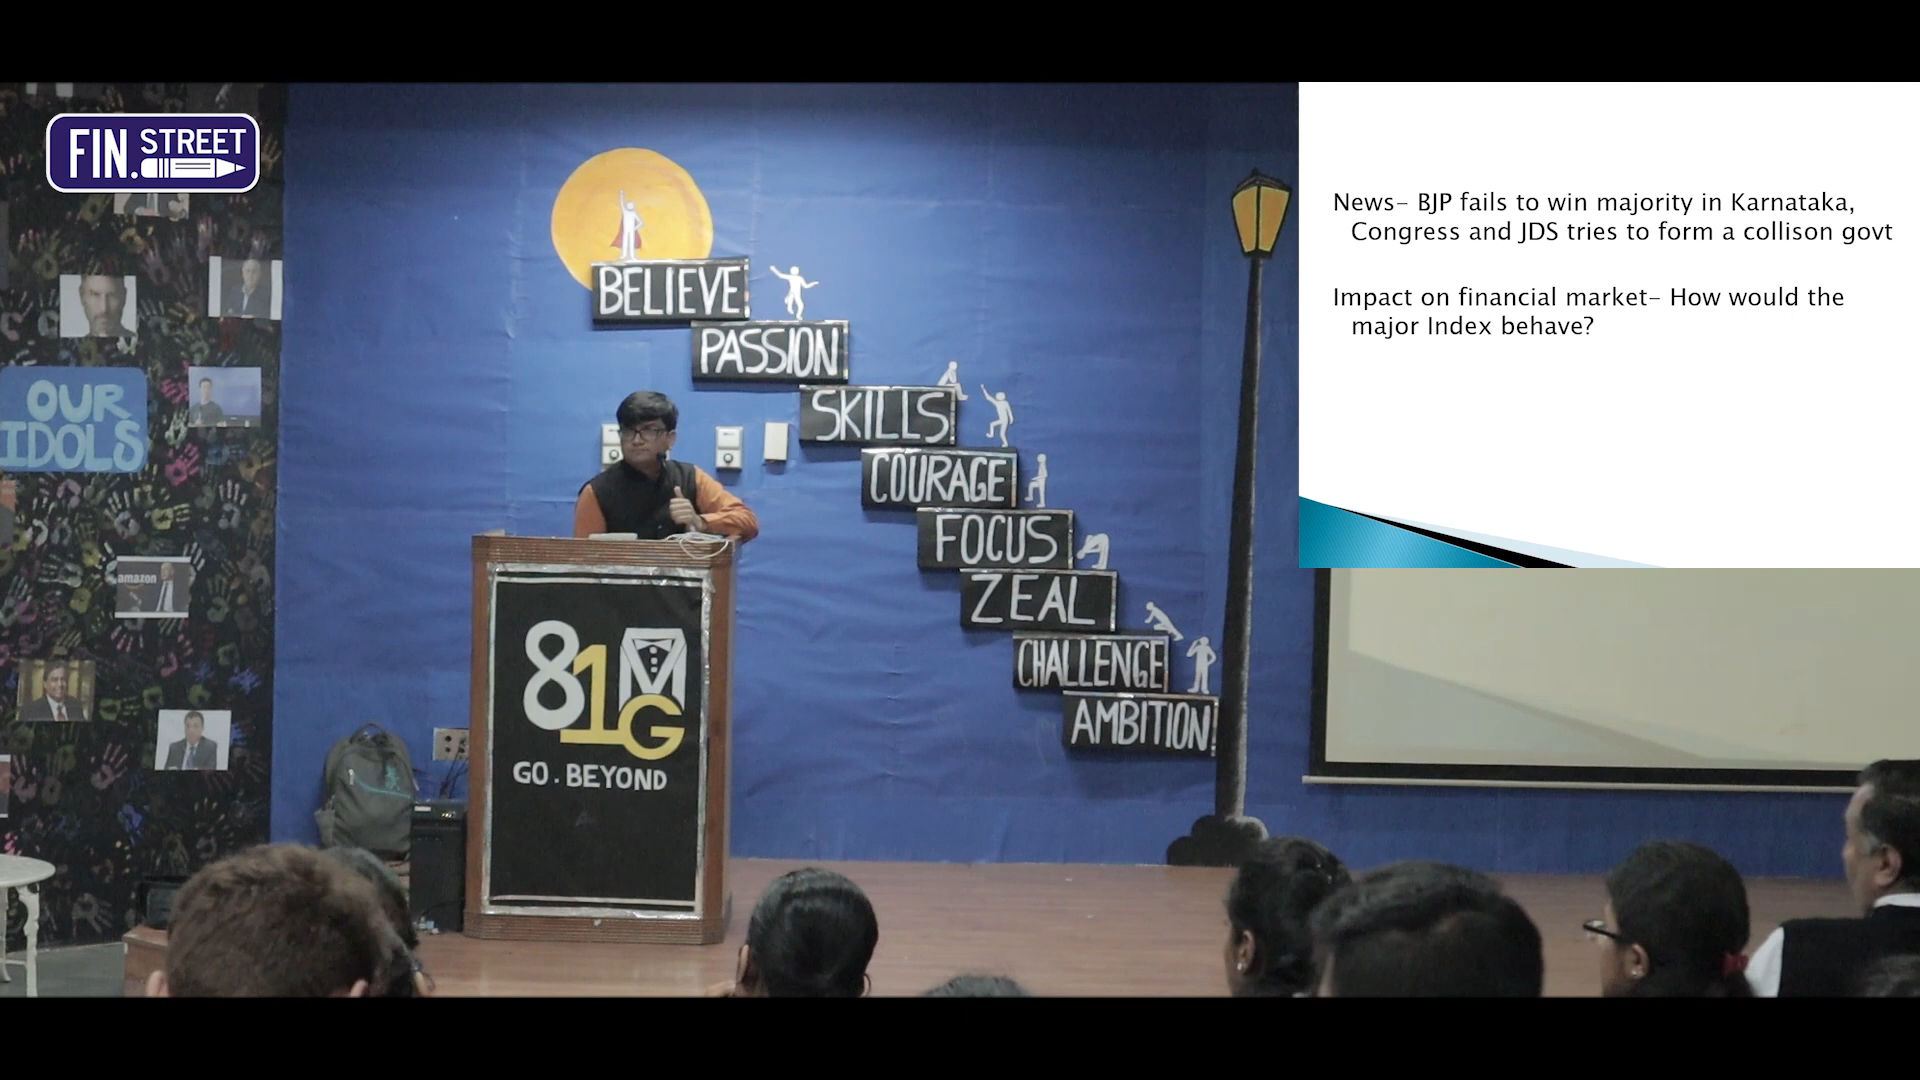 FIN. STREET
News- BJP fails to win majority in Karnataka,
Congress and JDS tries to form a collison govt
Impact on financial market- How would the
major Index behave?
BELIEVE
PASSION
SKILLS
COURAGE
FOCUS
ZEAL
CHALLENGE
AMBITION
OUR
IDOLS
amazon
81
MG
GO.BEYOND